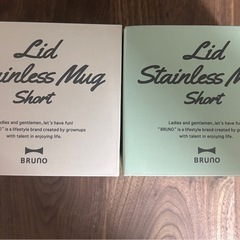 Lid
ainless Mug
Short
Ladies and gentlemen, let's have fun!
O" is a lifestyle brand created by grownups
with talent in enjoying life.
BRUNO
Lid
Stainless Mug
Short
Ladies and gentlemen, let's have fun!
"BRUNO" is a lifestyle brand created by
with talent in enjoying life.
BRUNO